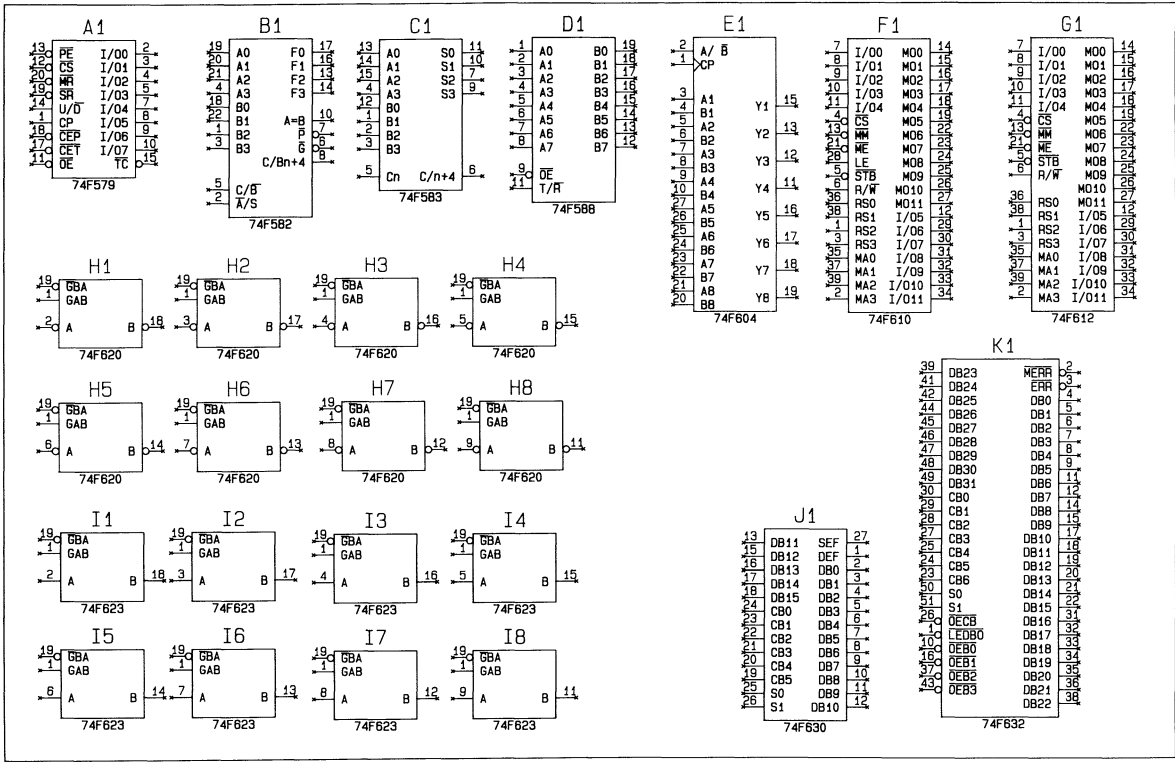 A1
13 PE I/O0 2
12 CS I/O1 3
20 MR I/O2 4
19 SR I/O3 5
14 U/D I/O4 7
1 CP I/O5 8
18 CEP I/O6 9
17 CET I/O7 10
11 OE TC 15
74F579
B1
19 A0 F0 17
20 A1 F1 16
21 A2 F2 13
4 A3 F3 14
18 B0
22 B1 A=B 10
1 B2 P 7
3 B3 G 6
C/Bn+4 8
5 C/B
2 A/S
74F582
C1
13 A0 S0 11
14 A1 S1 10
15 A2 S2 7
4 A3 S3 9
12 B0
1 B1
2 B2
3 B3
5 Cn C/n+4 6
74F583
D1
1 A0 B0 19
2 A1 B1 18
3 A2 B2 17
4 A3 B3 16
5 A4 B4 15
6 A5 B5 14
7 A6 B6 13
8 A7 B7 12
9 OE
11 T/R
74F588
E1
2 A/ B
1 CP
3 A1
4 B1 Y1 15
5 A2
6 B2 Y2 13
7 A3
8 B3 Y3 12
9 A4
10 B4 Y4 11
27 A5
26 B5 Y5 16
25 A6
24 B6 Y6 17
23 A7
22 B7 Y7 18
21 A8
20 B8 Y8 19
74F604
F1
7 I/O0 MO0 14
8 I/O1 MO1 15
9 I/O2 MO2 16
10 I/O3 MO3 17
11 I/O4 MO4 18
4 CS MO5 19
13 MM MO6 22
21 ME MO7 23
28 LE MO8 24
5 STB MO9 25
6 R/W MO10 26
36 RS0 MO11 27
38 RS1 I/O5 12
1 RS2 I/O6 29
3 RS3 I/O7 30
35 MA0 I/O8 31
37 MA1 I/O9 32
39 MA2 I/O10 33
2 MA3 I/O11 34
74F610
G1
7 I/O0 MO0 14
8 I/O1 MO1 15
9 I/O2 MO2 16
10 I/O3 MO3 17
11 I/O4 MO4 18
4 CS MO5 19
13 MM MO6 22
21 ME MO7 23
5 STB MO8 24
6 R/W MO9 25
MO10 26
36 RS0 MO11 27
38 RS1 I/O5 12
1 RS2 I/O6 29
3 RS3 I/O7 30
35 MA0 I/O8 31
37 MA1 I/O9 32
39 MA2 I/O10 33
2 MA3 I/O11 34
74F612
H1
19 GBA
1 GAB
2 A B 18
74F620
H2
19 GBA
1 GAB
3 A B 17
74F620
H3
19 GBA
1 GAB
4 A B 16
74F620
H4
19 GBA
1 GAB
5 A B 15
74F620
H5
19 GBA
1 GAB
6 A B 14
74F620
H6
19 GBA
1 GAB
7 A B 13
74F620
H7
19 GBA
1 GAB
8 A B 12
74F620
H8
19 GBA
1 GAB
9 A B 11
74F620
I1
19 GBA
1 GAB
2 A B 18
74F623
I2
19 GBA
1 GAB
3 A B 17
74F623
I3
19 GBA
1 GAB
4 A B 16
74F623
I4
19 GBA
1 GAB
5 A B 15
74F623
I5
19 GBA
1 GAB
6 A B 14
74F623
I6
19 GBA
1 GAB
7 A B 13
74F623
I7
19 GBA
1 GAB
8 A B 12
74F623
I8
19 GBA
1 GAB
9 A B 11
74F623
J1
13 DB11 SEF 27
15 DB12 DEF 1
16 DB13 DB0 2
17 DB14 DB1 3
18 DB15 DB2 4
24 CB0 DB3 5
23 CB1 DB4 6
22 CB2 DB5 7
21 CB3 DB6 8
20 CB4 DB7 9
19 CB5 DB8 10
25 S0 DB9 11
26 S1 DB10 12
74F630
K1
39 DB23 MERR 2
41 DB24 ERR 3
42 DB25 DB0 4
44 DB26 DB1 5
45 DB27 DB2 6
46 DB28 DB3 7
47 DB29 DB4 8
48 DB30 DB5 9
49 DB31 DB6 11
30 CB0 DB7 12
29 CB1 DB8 14
28 CB2 DB9 15
27 CB3 DB10 17
25 CB4 DB11 18
24 CB5 DB12 19
23 CB6 DB13 20
50 S0 DB14 21
51 S1 DB15 22
26 OECB DB16 31
1 LEDBO DB17 32
10 OEB0 DB18 33
16 OEB1 DB19 34
37 OEB2 DB20 35
43 OEB3 DB21 36
DB22 38
74F632